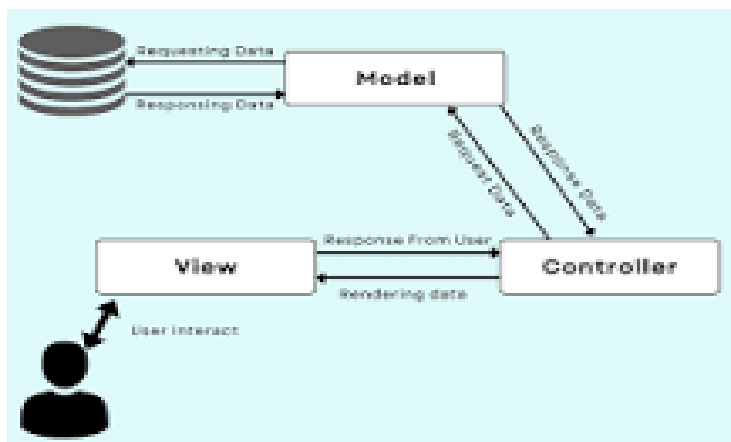 Requesting Data
Model
Responsing Data
Request Data
Response Data
View
Response From User
Controller
Rendering data
User interact